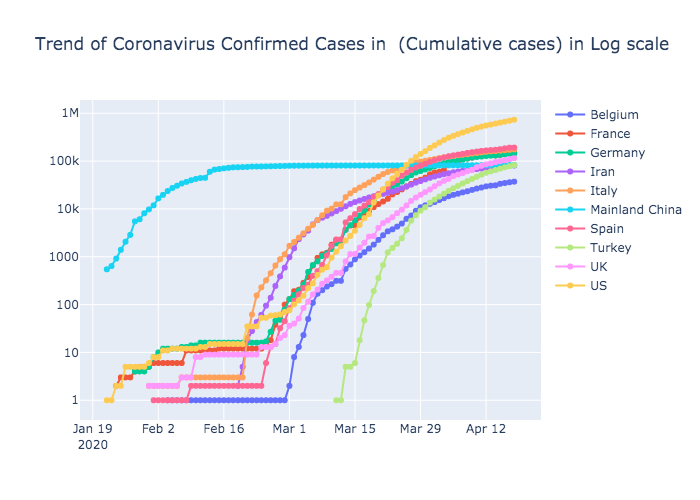 Trend of Coronavirus Confirmed Cases in  (Cumulative cases) in Log scale
1M
100k
10k
1000
100
10
1
Jan 19
2020
Feb 2
Feb 16
Mar 1
Mar 15
Mar 29
Apr 12
Belgium
France
Germany
Iran
Italy
Mainland China
Spain
Turkey
UK
US